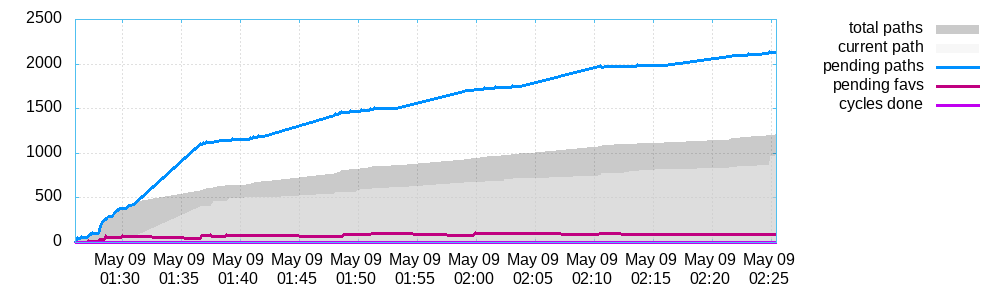 2500
2000
1500
1000
500
0
May 09 May 09 May 09 May 09 May 09 May 09 May 09 May 09 May 09 May 09 May 09 May 09
01:30 01:35 01:40 01:45 01:50 01:55 02:00 02:05 02:10 02:15 02:20 02:25
total paths
current path
pending paths
pending favs
cycles done